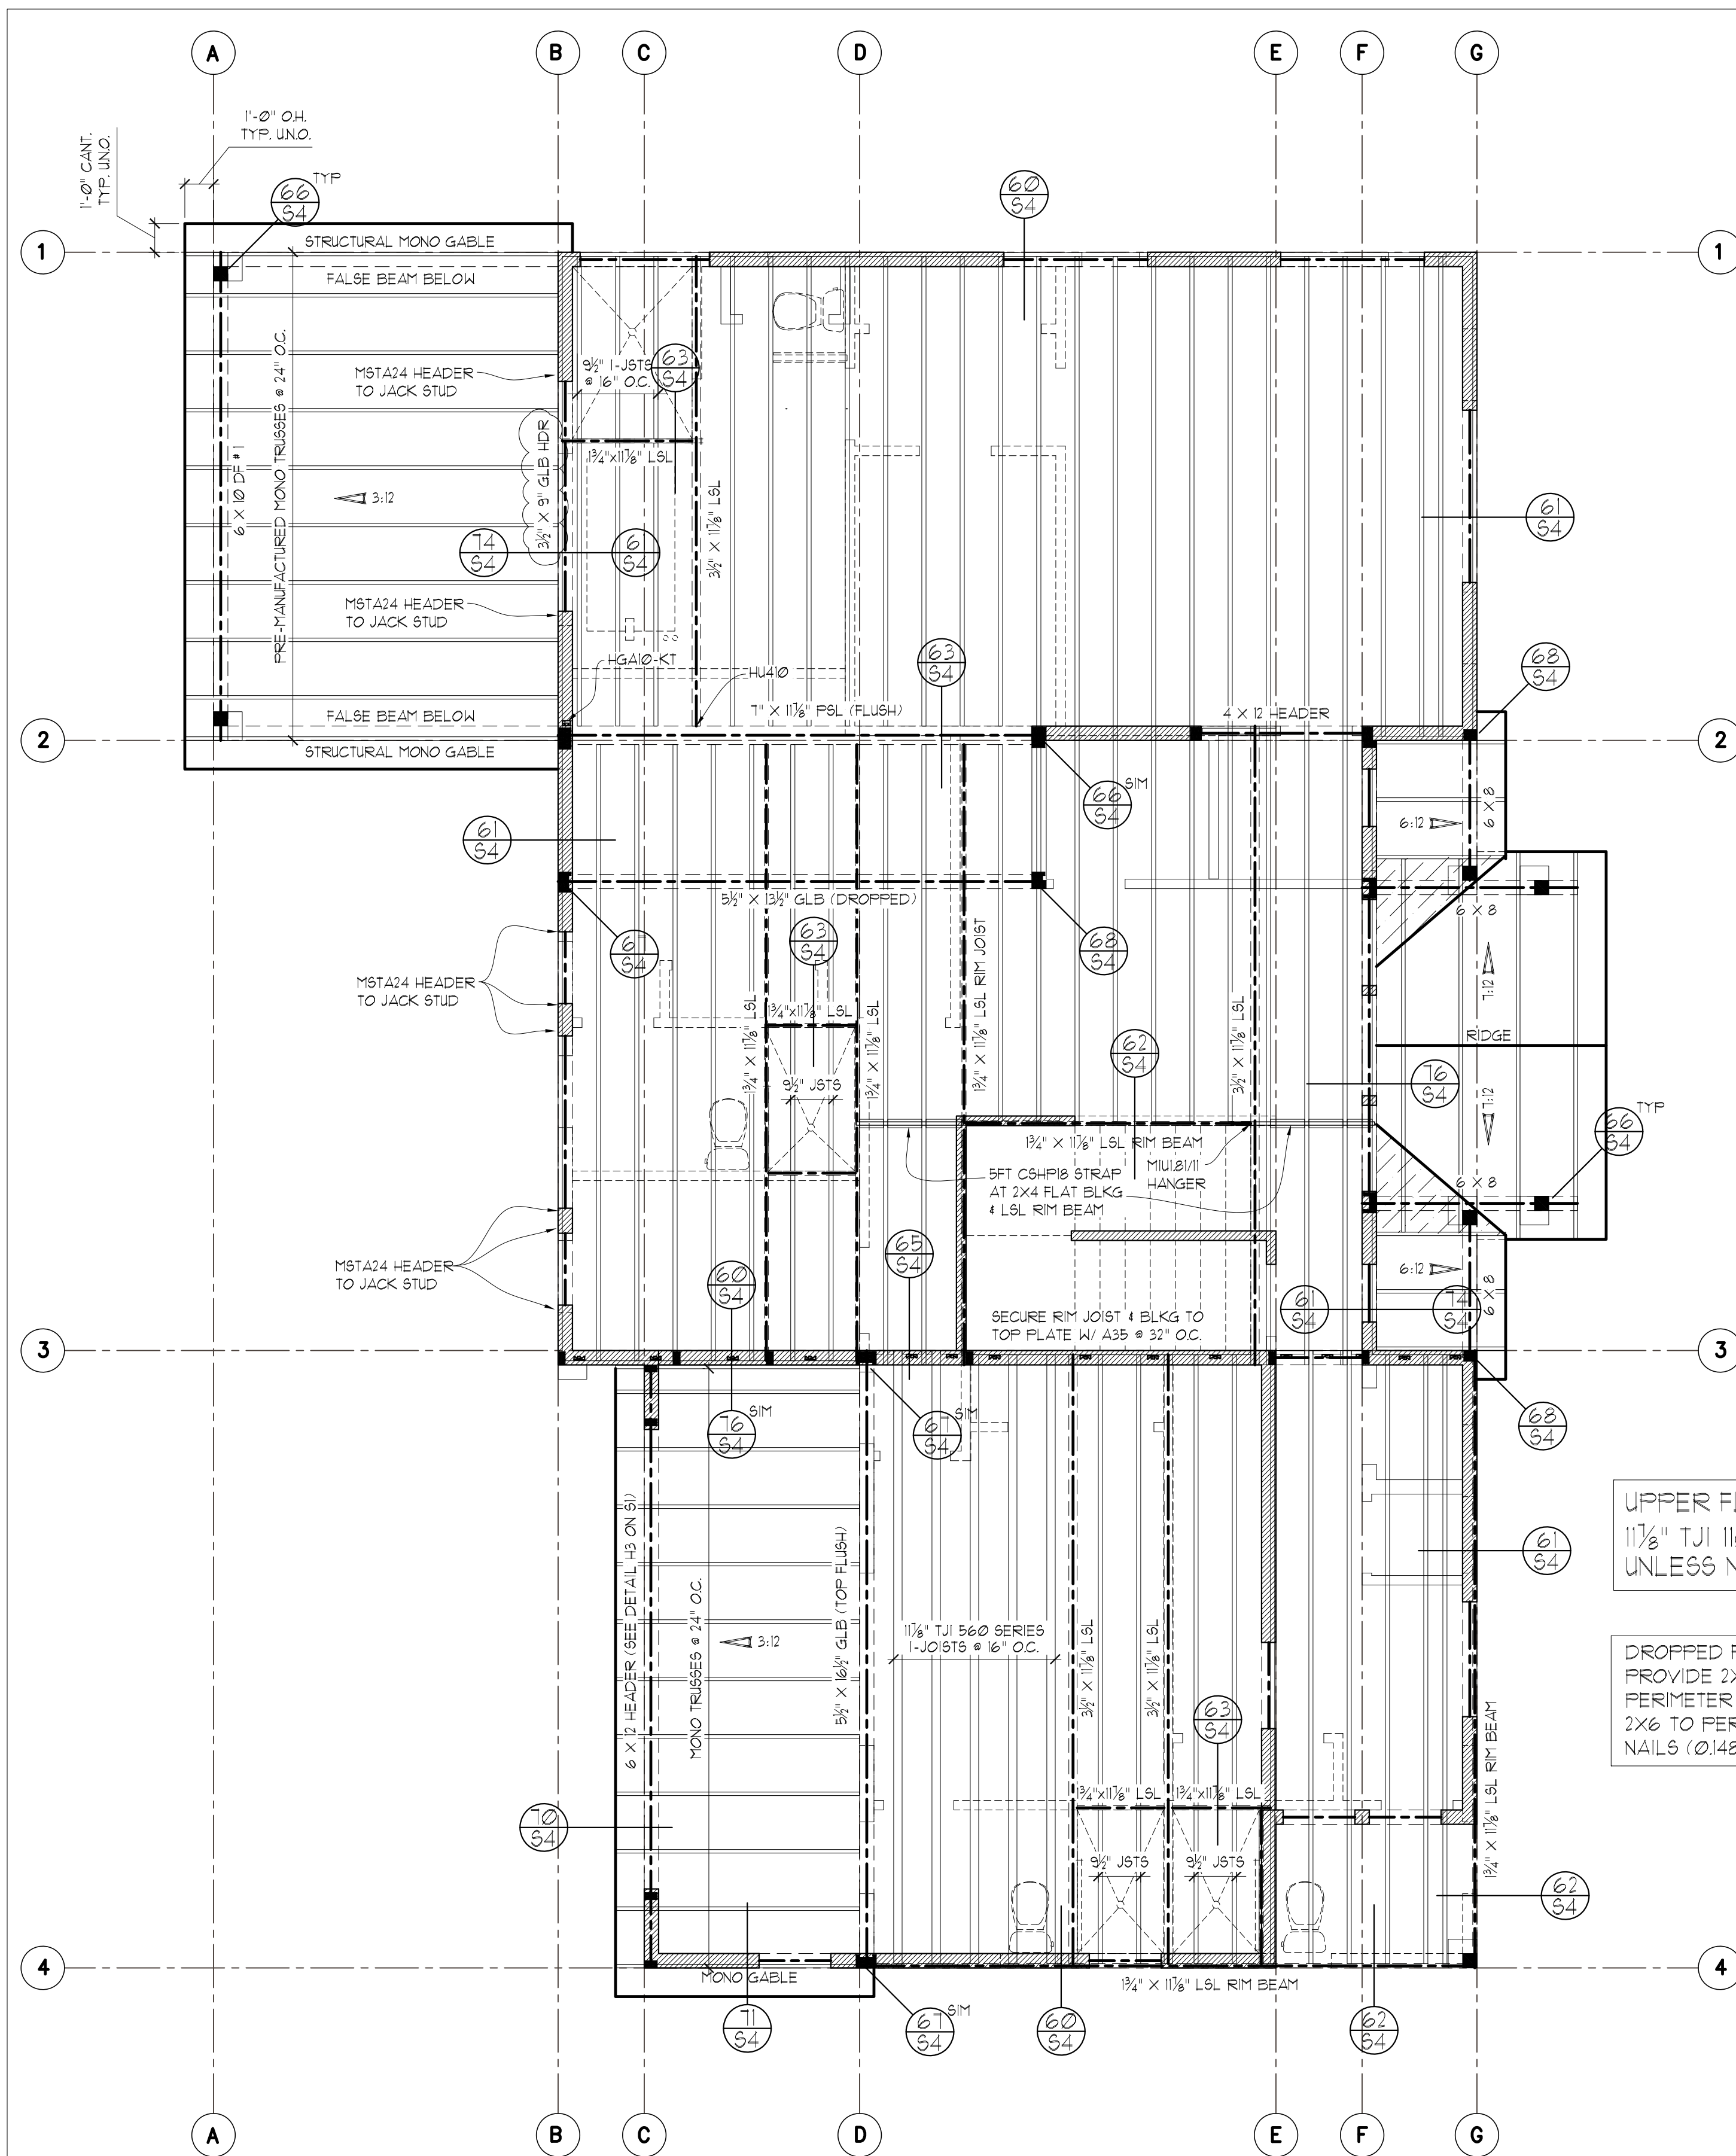 A
B
C
D
E
F
G
1'-0" O.H.
TYP. U.N.O.
1'-0" CANT.
TYP. U.N.O.
66
S4
TYP
60
S4
1
1
STRUCTURAL MONO GABLE
FALSE BEAM BELOW
6 X 10 DF #1
PRE-MANUFACTURED MONO TRUSSES @ 24" O.C.
MSTA24 HEADER
TO JACK STUD
9½" I-JSTS
@ 16" O.C.
63
S4
3½" X 9" GLB HDR
1¾"x11⅞" LSL
3½" X 11⅞" LSL
3:12
61
S4
74
S4
S4
MSTA24 HEADER
TO JACK STUD
HGA10-KT
HU410
63
S4
68
S4
7" X 11⅞" PSL (FLUSH)
4 X 12 HEADER
FALSE BEAM BELOW
STRUCTURAL MONO GABLE
2
2
66
S4
SIM
6:12
6 X 8
61
S4
5½" X 13½" GLB (DROPPED)
67
S4
63
S4
68
S4
6 X 8
7:12
MSTA24 HEADER
TO JACK STUD
1¾" X 11⅞" LSL
1¾"x11⅞" LSL
1¾" X 11⅞" LSL
1¾" X 11⅞" LSL RIM JOIST
3½" X 11⅞" LSL
RIDGE
62
S4
76
S4
9½" JSTS
7:12
66
S4
TYP
1¾" X 11⅞" LSL RIM BEAM
5FT CSHP18 STRAP
AT 2X4 FLAT BLKG
& LSL RIM BEAM
MIU1.81/11
HANGER
6 X 8
65
S4
MSTA24 HEADER
TO JACK STUD
60
S4
6:12
6 X 8
61
S4
74
S4
SECURE RIM JOIST & BLKG TO
TOP PLATE W/ A35 @ 32" O.C.
3
3
76
S4
SIM
67
S4
SIM
68
S4
UPPER F
11⅞" TJI 11
UNLESS N
61
S4
6 X 12 HEADER (SEE DETAIL H3 ON S1)
MONO TRUSSES @ 24" O.C.
3:12
5½" X 16½" GLB (TOP FLUSH)
11⅞" TJI 560 SERIES
I-JOISTS @ 16" O.C.
3½" X 11⅞" LSL
3½" X 11⅞" LSL
DROPPED
PROVIDE 2X
PERIMETER
2X6 TO PER
NAILS (0.148
63
S4
1¾" X 11⅞" LSL RIM BEAM
1¾"x11⅞" LSL
1¾"x11⅞" LSL
70
S4
9½" JSTS
9½" JSTS
62
S4
4
4
MONO GABLE
1¾" X 11⅞" LSL RIM BEAM
71
S4
67
S4
SIM
60
S4
62
S4
A
B
C
D
E
F
G